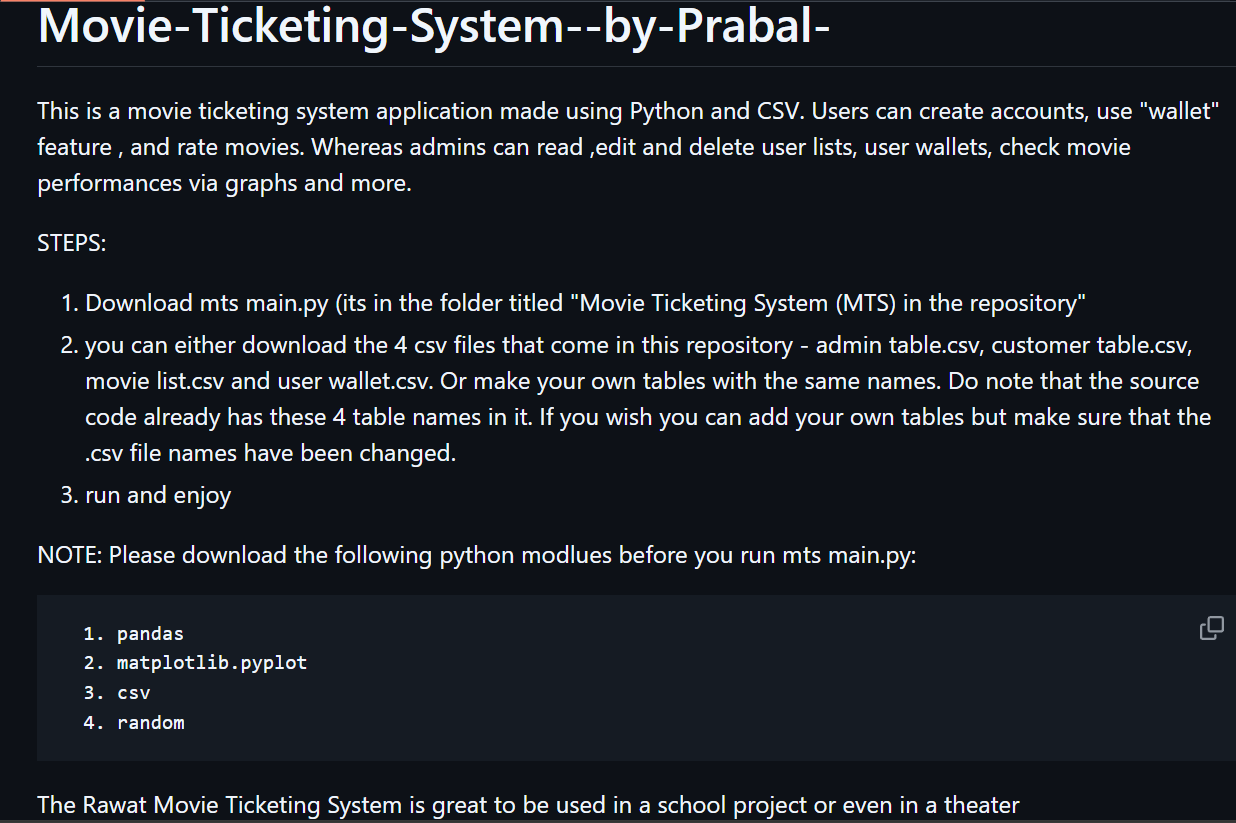 Movie-Ticketing-System--by-Prabal-
This is a movie ticketing system application made using Python and CSV. Users can create accounts, use "wallet"
feature , and rate movies. Whereas admins can read ,edit and delete user lists, user wallets, check movie
performances via graphs and more.
STEPS:
1. Download mts main.py (its in the folder titled "Movie Ticketing System (MTS) in the repository"
2. you can either download the 4 csv files that come in this repository - admin table.csv, customer table.csv,
movie list.csv and user wallet.csv. Or make your own tables with the same names. Do note that the source
code already has these 4 table names in it. If you wish you can add your own tables but make sure that the
.csv file names have been changed.
3. run and enjoy
NOTE: Please download the following python modlues before you run mts main.py:
1. pandas
2. matplotlib.pyplot
3. csv
4. random
The Rawat Movie Ticketing System is great to be used in a school project or even in a theater